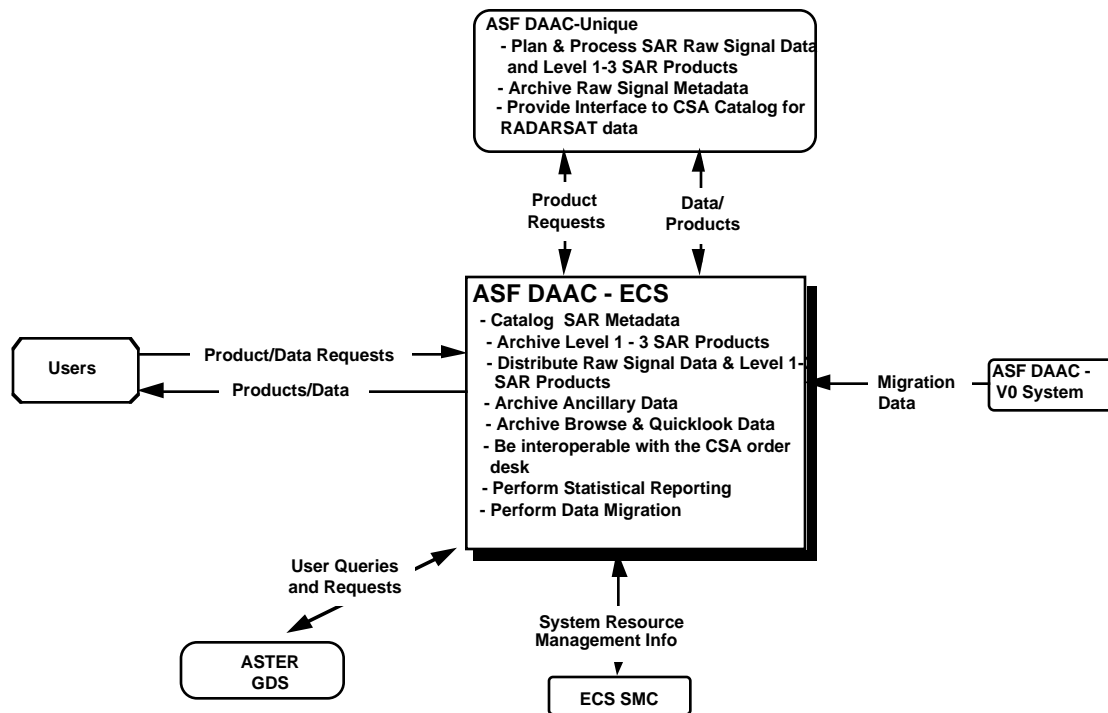 ASF DAAC-Unique
- Plan & Process SAR Raw Signal Data
and Level 1-3 SAR Products
- Archive Raw Signal Metadata
- Provide Interface to CSA Catalog for
RADARSAT data
Product
Requests
Data/
Products
ASF DAAC - ECS
- Catalog SAR Metadata
- Archive Level 1 - 3 SAR Products
- Distribute Raw Signal Data & Level 1-3
SAR Products
- Archive Ancillary Data
- Archive Browse & Quicklook Data
- Be interoperable with the CSA order
desk
- Perform Statistical Reporting
- Perform Data Migration
Users
Product/Data Requests
Products/Data
Migration
Data
ASF DAAC -
V0 System
User Queries
and Requests
System Resource
Management Info
ASTER
GDS
ECS SMC